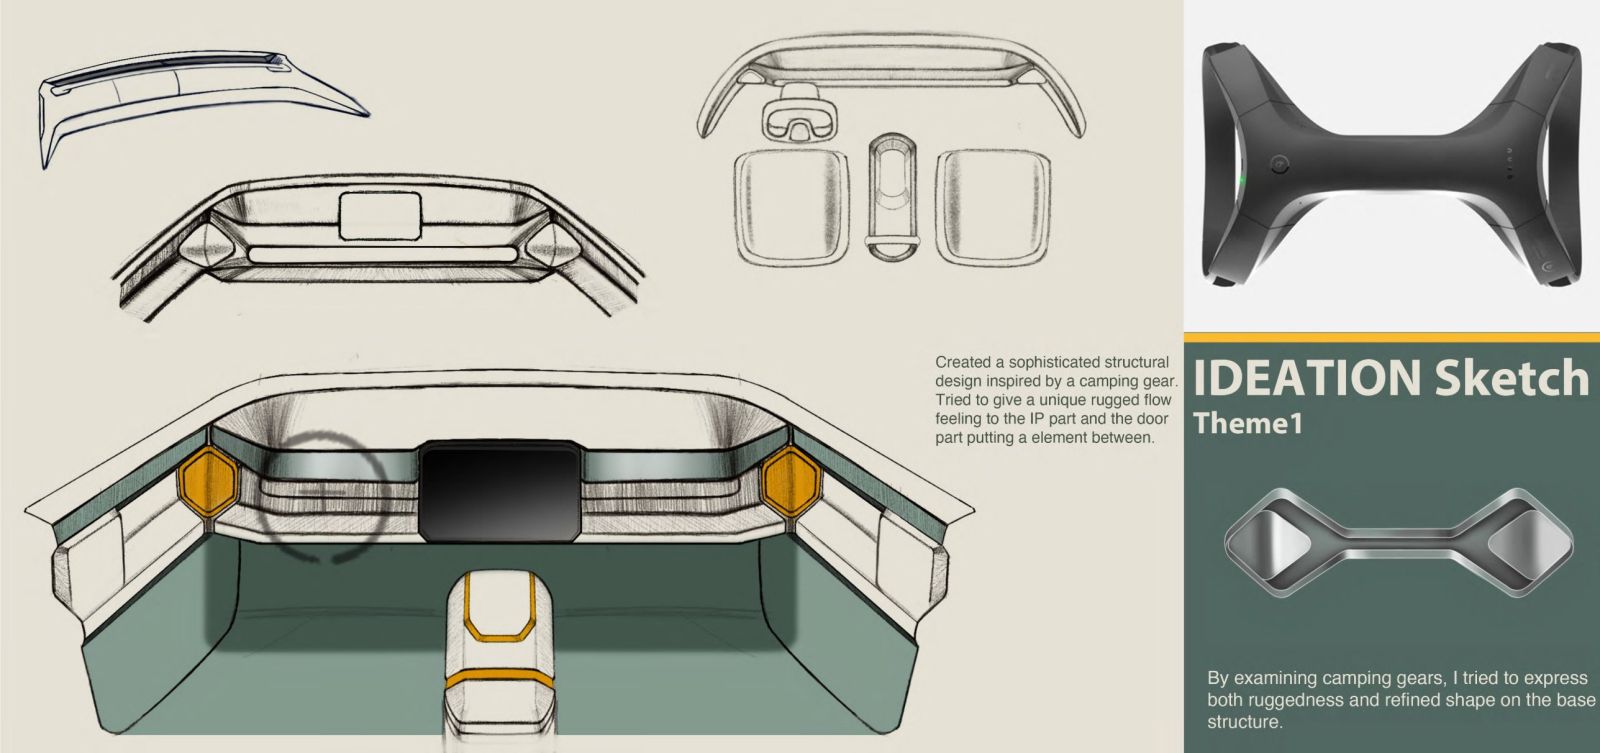 Created a sophisticated structural
design inspired by a camping gear.
Tried to give a unique rugged flow
feeling to the IP part and the door
part putting a element between.
IDEATION Sketch
Theme1
By examining camping gears, I tried to express
both ruggedness and refined shape on the base
structure.